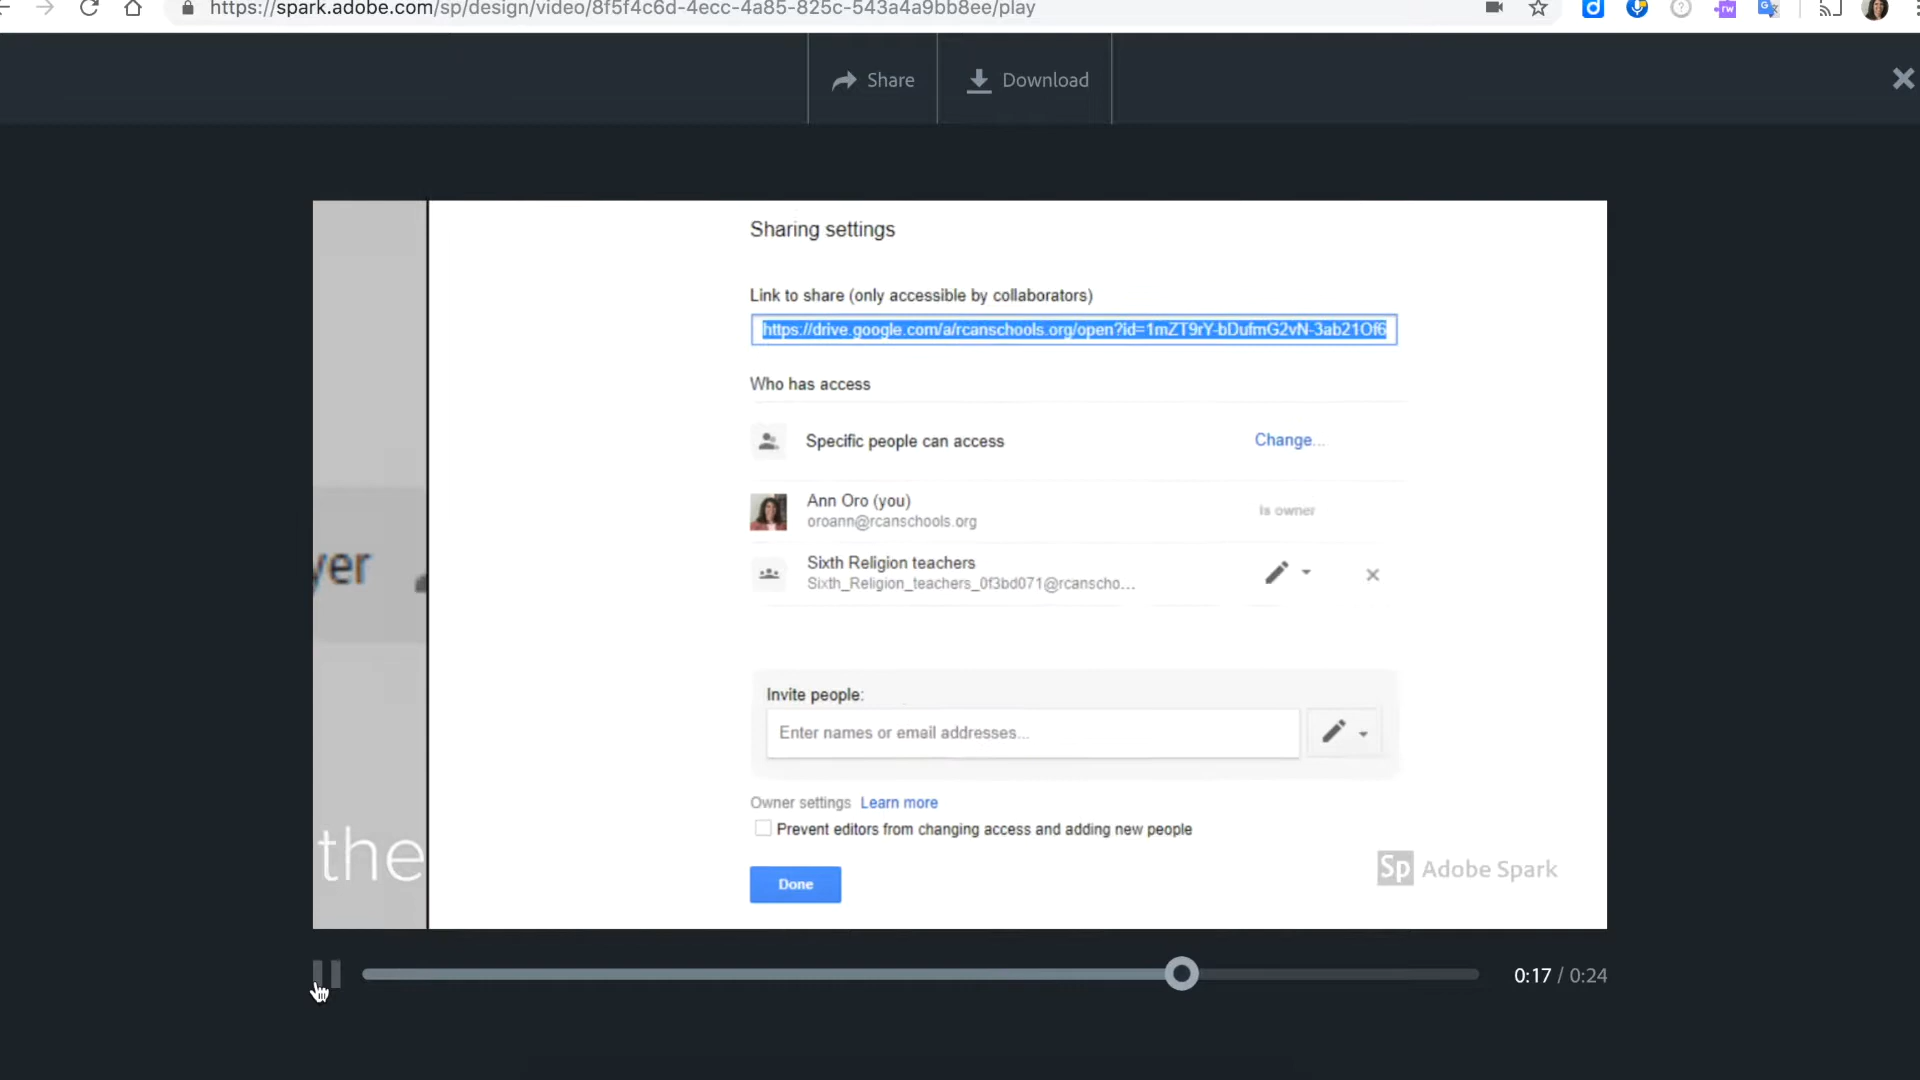 https://spark.adobe.com/sp/design/video/8f5f4c6d-4ecc-4a85-825c-543a4a9bb8ee/play
Share
Download
Sharing settings
Link to share (only accessible by collaborators)
https://drive.google.com/a/rcanschools.org/open?id=1mZT9rY-bDufmG2vN-3ab21Of6
Who has access
Specific people can access
Change...
Ann Oro (you)
oroann@rcanschools.org
Is owner
Sixth Religion teachers
Sixth_Religion_teachers_0f3bd071@rcanscho...
yer
Invite people:
Enter names or email addresses...
Owner settings Learn more
Prevent editors from changing access and adding new people
the
Done
Sp Adobe Spark
0:17 / 0:24